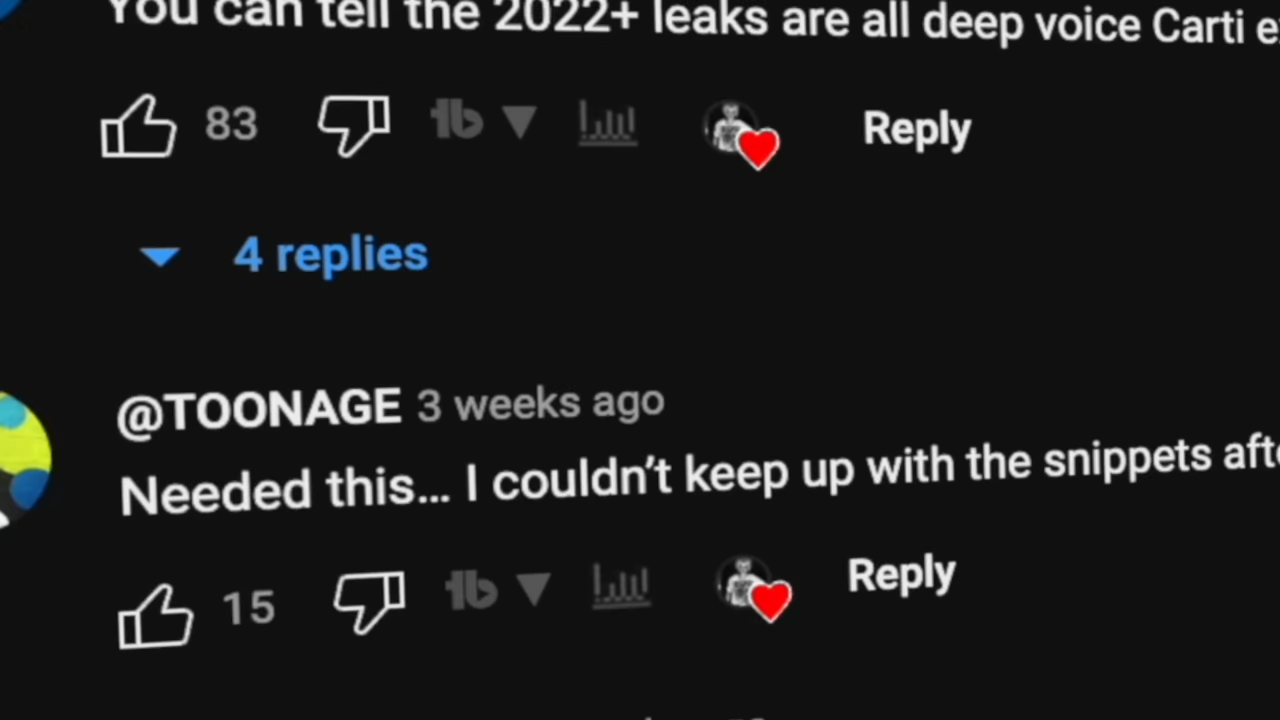 You can tell the 2022+ leaks are all deep voice Carti
83
Reply
4 replies
@TOONAGE 3 weeks ago
Needed this... I couldn't keep up with the snippets
15
Reply